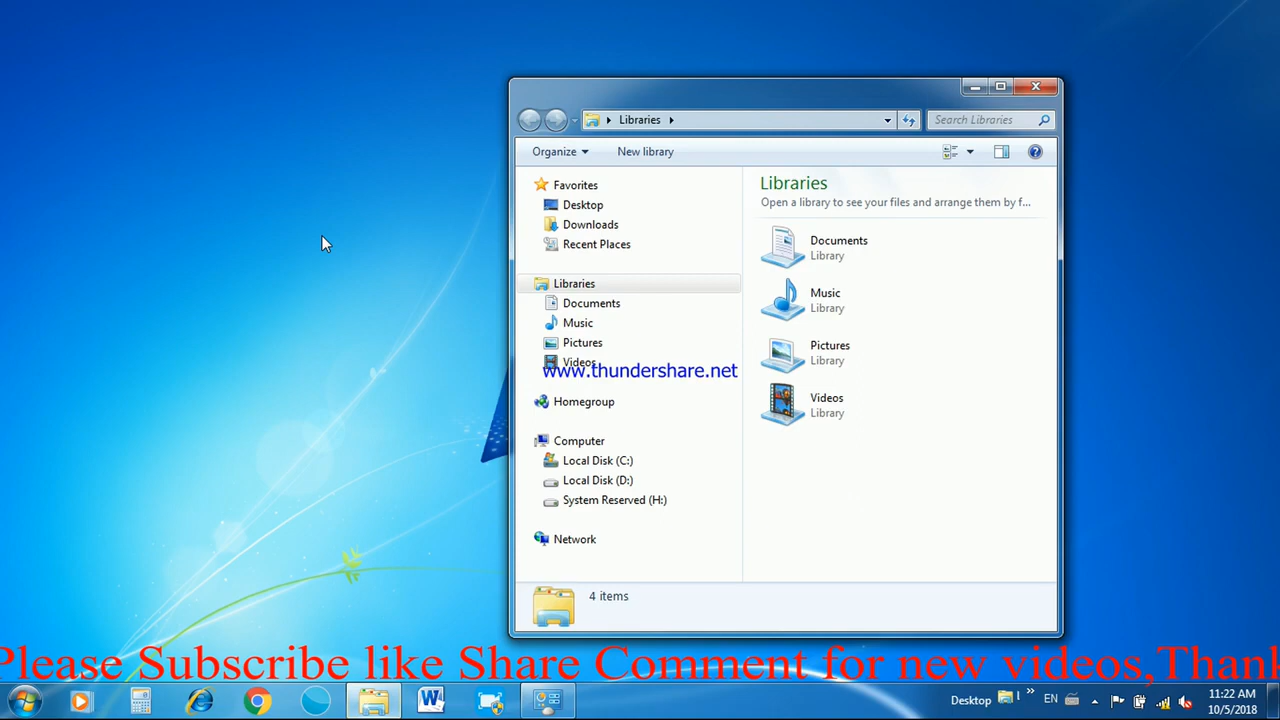 Libraries
Search Libraries
Organize
New library
Favorites
Desktop
Downloads
Recent Places
Libraries
Documents
Music
Pictures
Videos
www.thundershare.net
Homegroup
Computer
Local Disk (C:)
Local Disk (D:)
System Reserved (H:)
Network
Libraries
Open a library to see your files and arrange them by f...
Documents
Library
Music
Library
Pictures
Library
Videos
Library
4 items
Please Subscribe like Share Comment for new videos,Thank
Desktop
EN
11:22 AM
10/5/2018